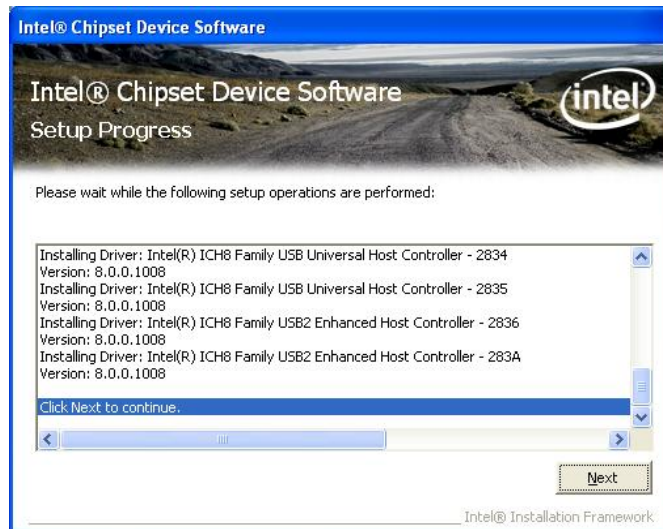 Intel® Chipset Device Software
Intel® Chipset Device Software
intel
Setup Progress
Please wait while the following setup operations are performed:
Installing Driver: Intel(R) ICH8 Family USB Universal Host Controller - 2834
Version: 8.0.0.1008
Installing Driver: Intel(R) ICH8 Family USB Universal Host Controller - 2835
Version: 8.0.0.1008
Installing Driver: Intel(R) ICH8 Family USB2 Enhanced Host Controller - 2836
Version: 8.0.0.1008
Installing Driver: Intel(R) ICH8 Family USB2 Enhanced Host Controller - 283A
Version: 8.0.0.1008
Click Next to continue.
Next
Intel® Installation Framework